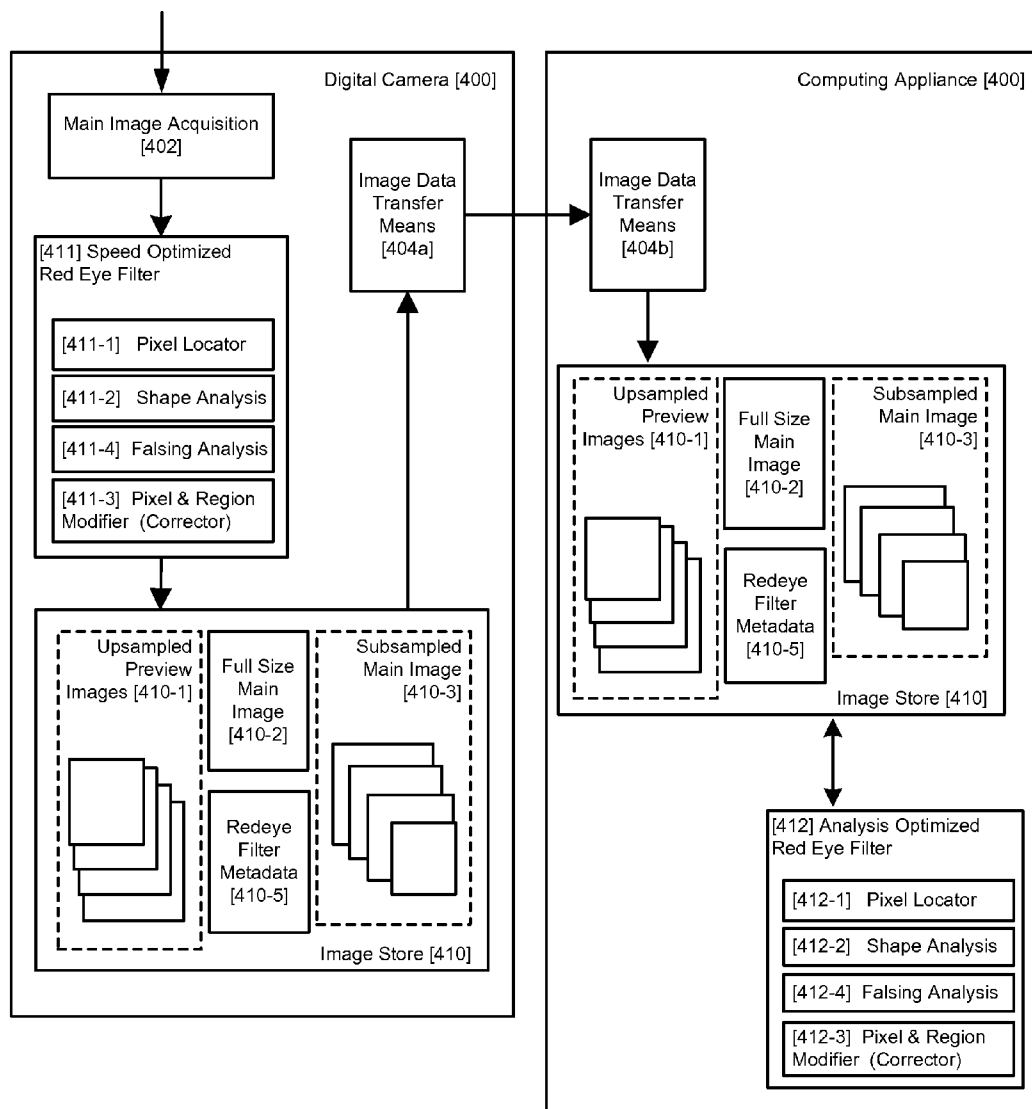 Digital Camera [400]
Main Image Acquisition
[402]
[411] Speed Optimized
Red Eye Filter
[411-1] Pixel Locator
[411-2] Shape Analysis
[411-4] Falsing Analysis
[411-3] Pixel & Region
Modifier (Corrector)
Image Data
Transfer
Means
[404a]
Upsampled
Preview
Images [410-1]
Full Size
Main
Image
[410-2]
Subsampled
Main Image
[410-3]
Redeye
Filter
Metadata
[410-5]
Image Store [410]
Computing Appliance [400]
Image Data
Transfer
Means
[404b]
Upsampled
Preview
Images [410-1]
Full Size
Main
Image
[410-2]
Subsampled
Main Image
[410-3]
Redeye
Filter
Metadata
[410-5]
Image Store [410]
[412] Analysis Optimized
Red Eye Filter
[412-1] Pixel Locator
[412-2] Shape Analysis
[412-4] Falsing Analysis
[412-3] Pixel & Region
Modifier (Corrector)